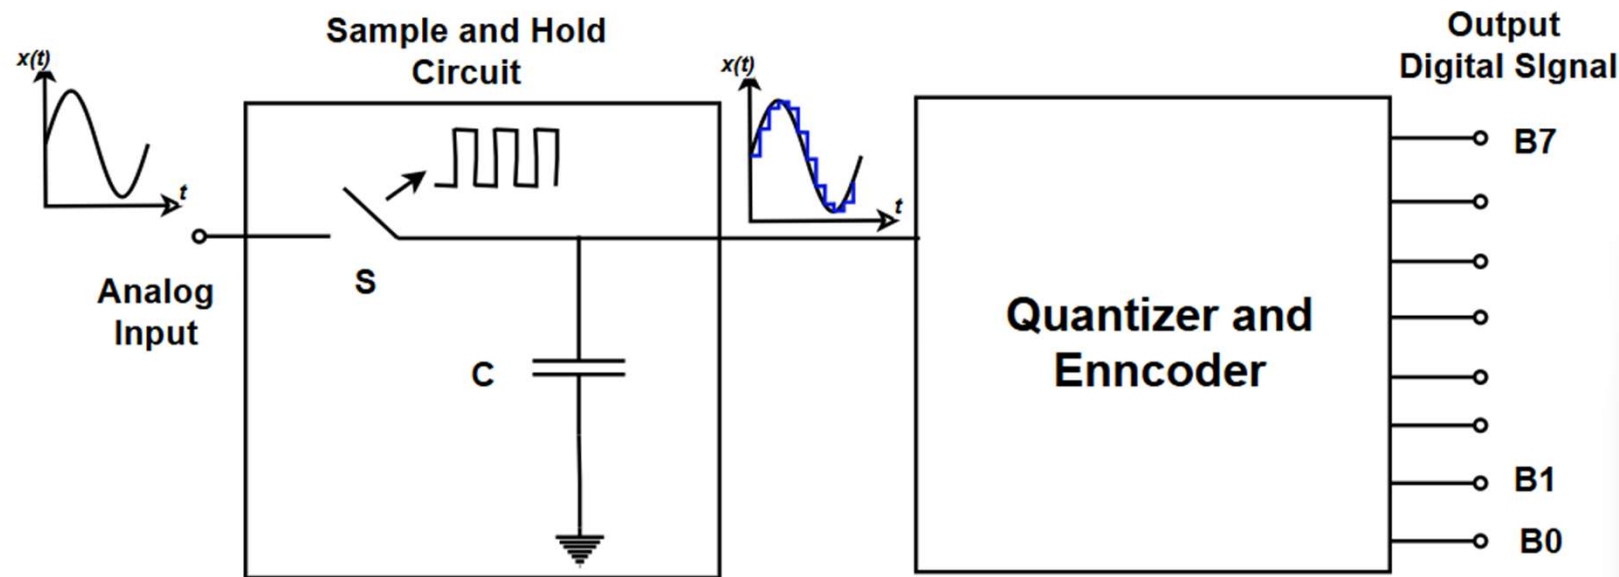 Sample and Hold
Circuit
Output
Digital SIgnal
x(t)
t
x(t)
t
Analog
Input
S
C
Quantizer and
Enncoder
B7
B1
B0